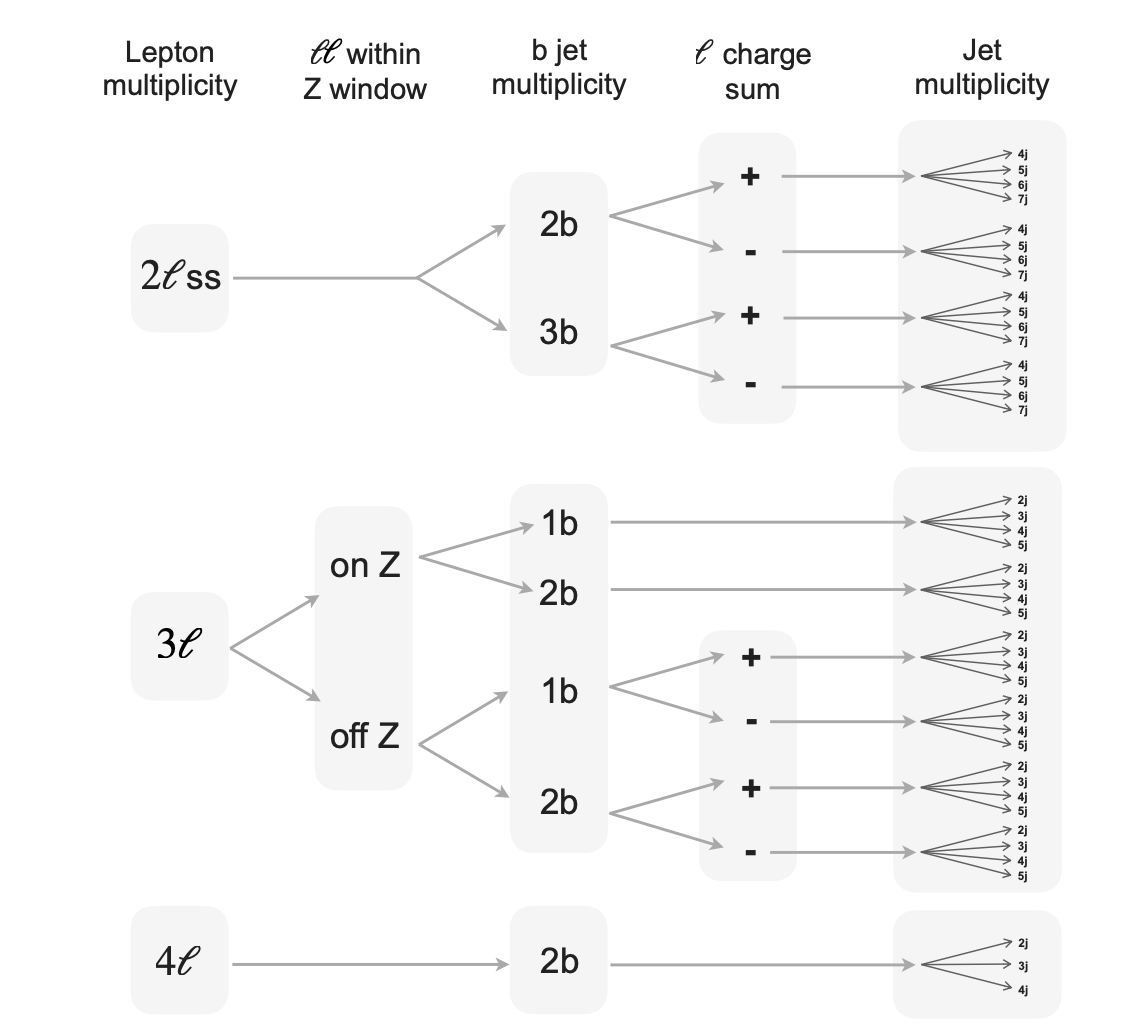 Lepton
multiplicity
ℓℓ within
Z window
b jet
multiplicity
ℓ charge
sum
Jet
multiplicity
2ℓ ss
2b
+
4j
5j
6j
7j
-
4j
5j
6j
7j
3b
+
4j
5j
6j
7j
-
4j
5j
6j
7j
3ℓ
on Z
1b
2j
3j
4j
5j
2b
2j
3j
4j
5j
off Z
1b
+
2j
3j
4j
5j
-
2j
3j
4j
5j
2b
+
2j
3j
4j
5j
-
2j
3j
4j
5j
4ℓ
2b
2j
3j
4j